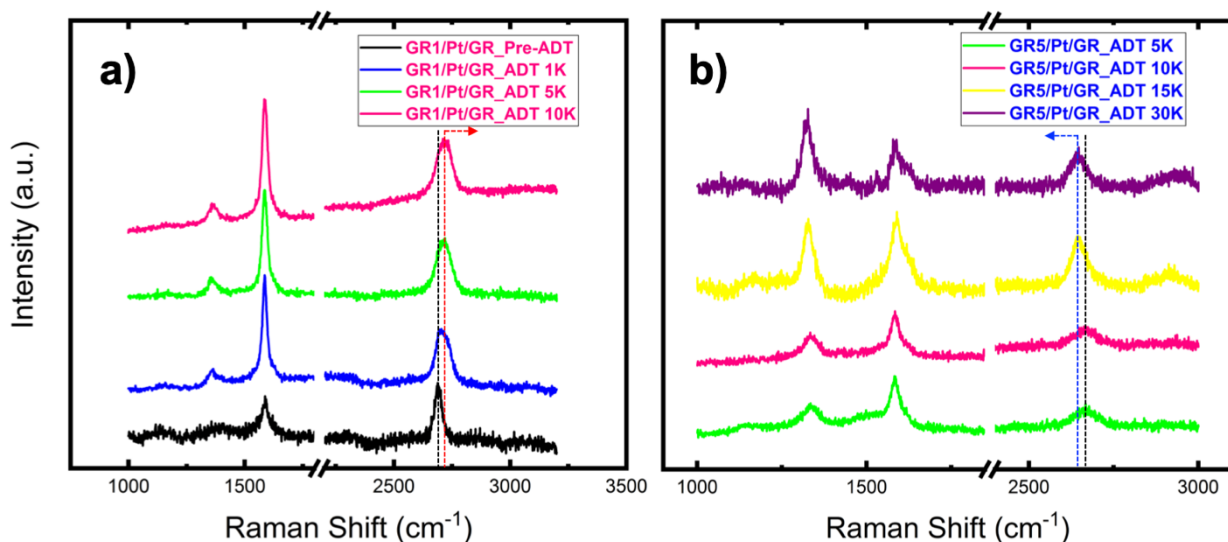 a)
GR1/Pt/GR_Pre-ADT
GR1/Pt/GR_ADT 1K
GR1/Pt/GR_ADT 5K
GR1/Pt/GR_ADT 10K
Intensity (a.u.)
1000 1500 2500 3000 3500
Raman Shift (cm-1)
b)
GR5/Pt/GR_ADT 5K
GR5/Pt/GR_ADT 10K
GR5/Pt/GR_ADT 15K
GR5/Pt/GR_ADT 30K
1000 1500 2500 3000
Raman Shift (cm-1)